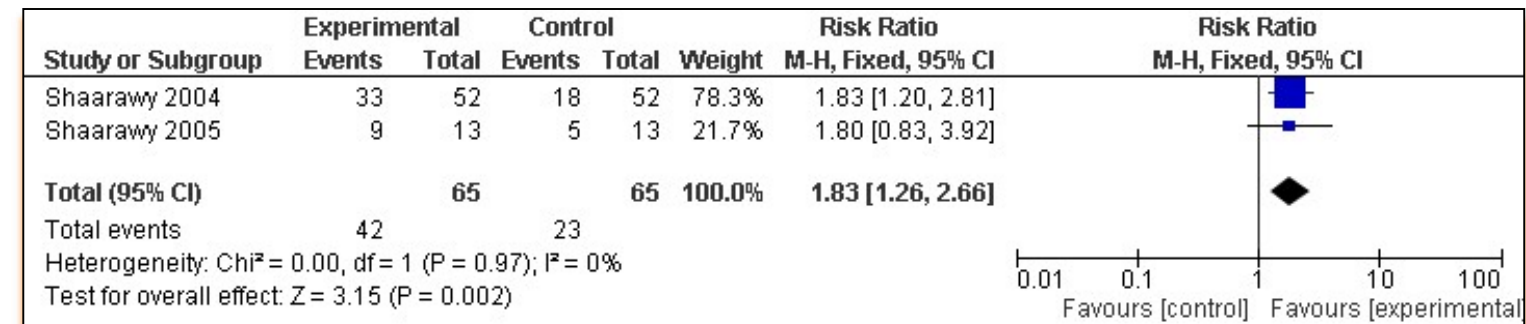 Experimental Control Risk Ratio Risk Ratio
Study or Subgroup Events Total Events Total Weight M-H, Fixed, 95% CI M-H, Fixed, 95% CI
Shaarawy 2004 33 52 18 52 78.3% 1.83 [1.20, 2.81]
Shaarawy 2005 9 13 5 13 21.7% 1.80 [0.83, 3.92]
Total (95% CI) 65 65 100.0% 1.83 [1.26, 2.66]
Total events 42 23
Heterogeneity: Chi² = 0.00, df = 1 (P = 0.97); I² = 0%
Test for overall effect: Z = 3.15 (P = 0.002)
0.01 0.1 1 10 100
Favours [control] Favours [experimental]